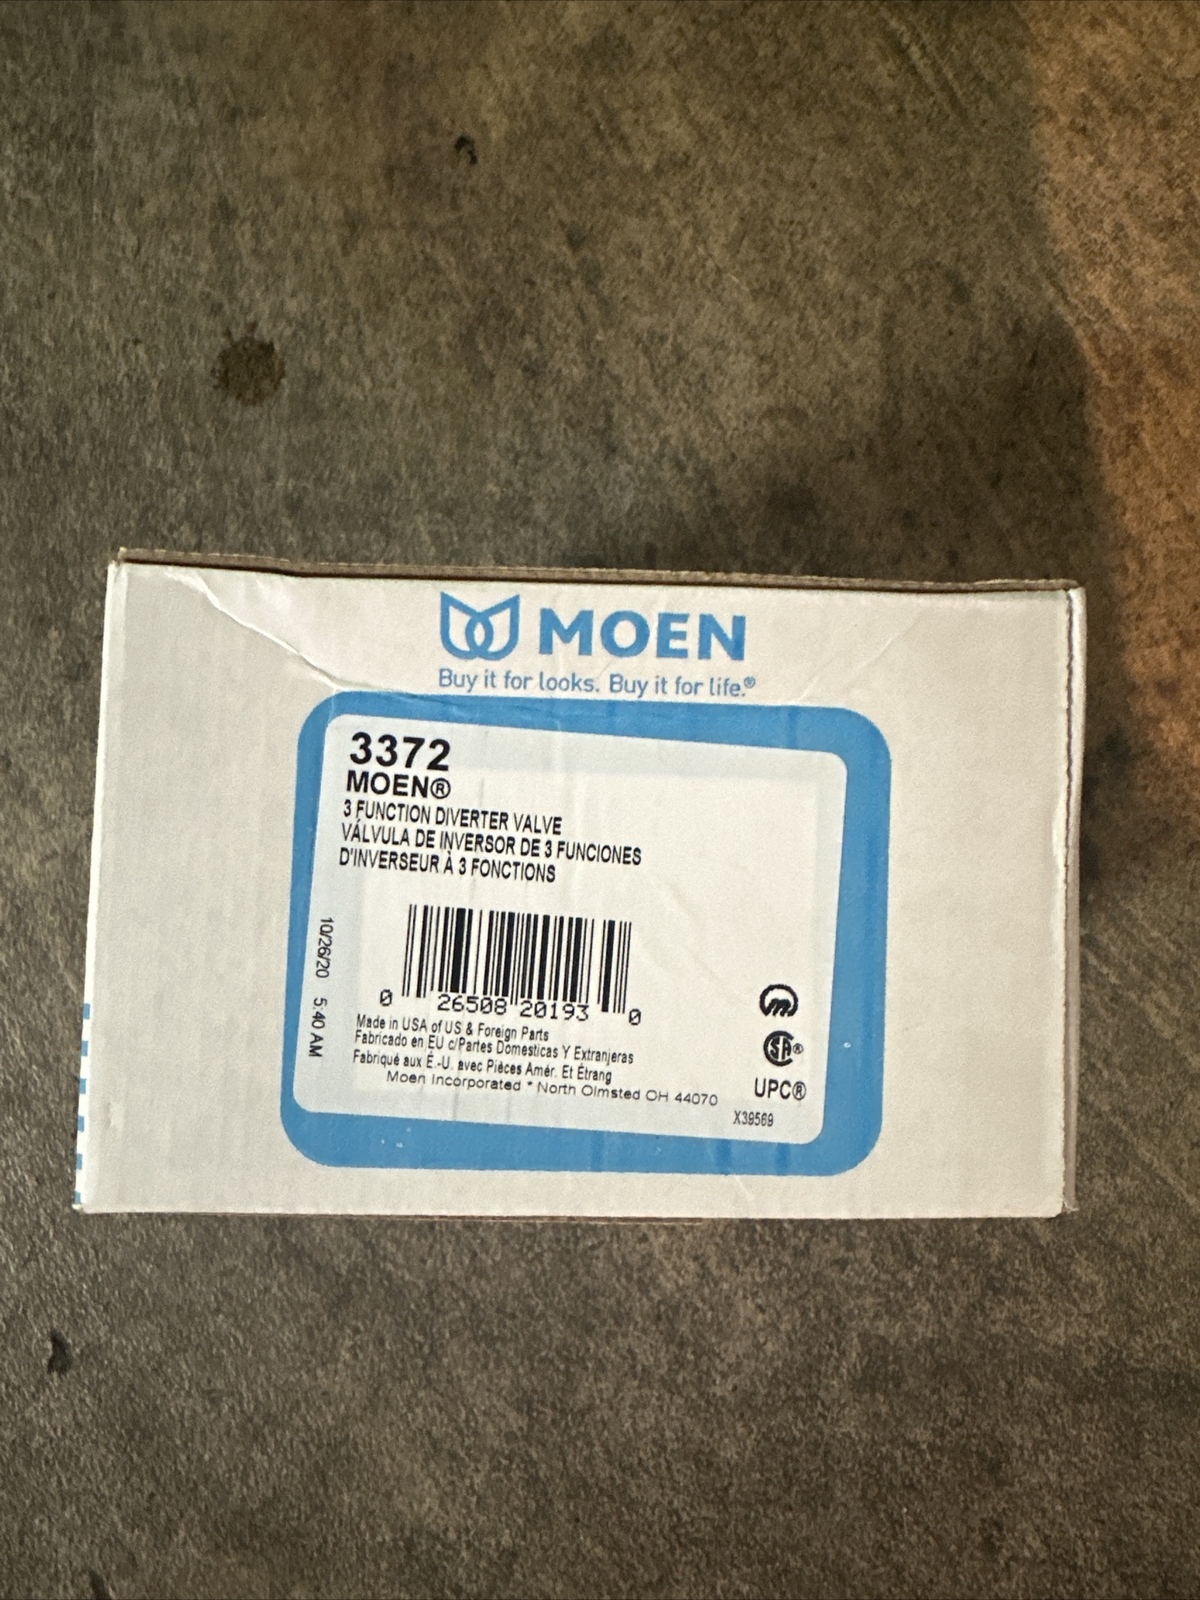 MOEN
Buy it for looks. Buy it for life.®
3372
MOEN®
3 FUNCTION DIVERTER VALVE
VÁLVULA DE INVERSOR DE 3 FUNCIONES
D'INVERSEUR À 3 FONCTIONS
10/26/20 5:40 AM
0 26508 20193 0
Made in USA of US & Foreign Parts
Fabricado en EU c/Partes Domesticas Y Extranjeras
Fabriqué aux É.-U. avec Pièces Amér. Et Étrang
Moen Incorporated * North Olmsted OH 44070
SA®
UPC®
X39569